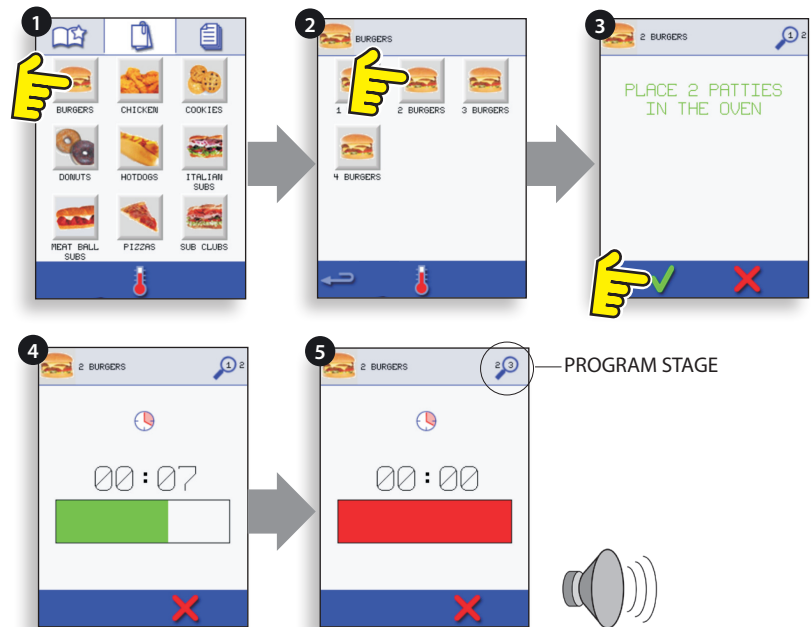 1
BURGERS
CHICKEN
COOKIES
DONUTS
HOTDOGS
ITALIAN
SUBS
MEAT BALL
SUBS
PIZZAS
SUB CLUBS
2
BURGERS
1
2 BURGERS
3 BURGERS
4 BURGERS
3
2 BURGERS
1 2
PLACE 2 PATTIES
IN THE OVEN
4
2 BURGERS
1 2
00:07
5
2 BURGERS
2 3
PROGRAM STAGE
00:00